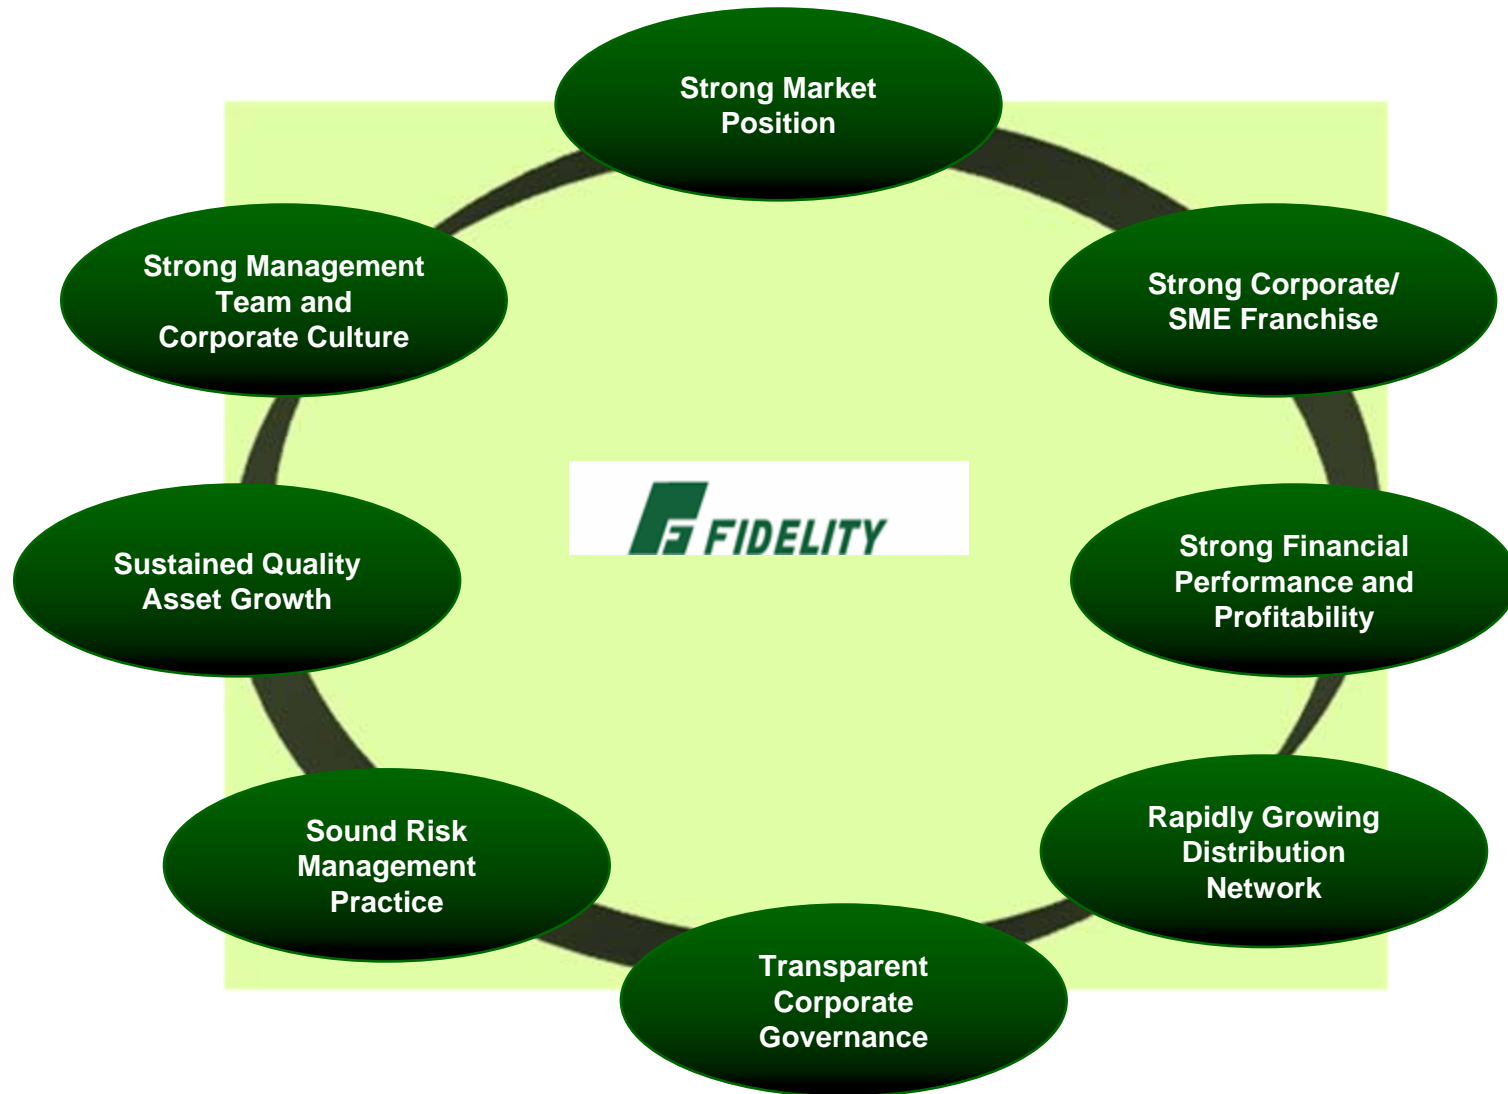 Strong Market
Position
Strong Corporate/
SME Franchise
Strong Financial
Performance and
Profitability
Rapidly Growing
Distribution
Network
Transparent
Corporate
Governance
Sound Risk
Management
Practice
Sustained Quality
Asset Growth
Strong Management
Team and
Corporate Culture
FIDELITY